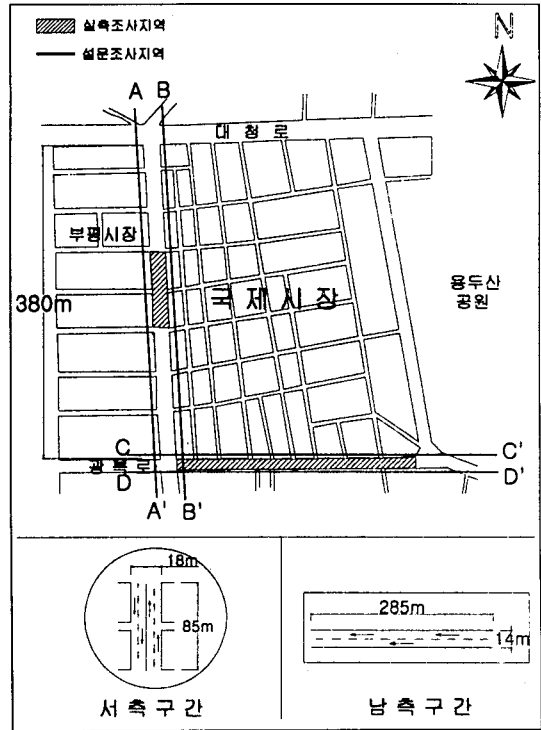 실측조사지역
설문조사지역
N
A B
대청로
부평시장
380m
국제시장
용두산
공원
C C'
광복로
D D'
A' B'
18m
85m
서측구간
285m
14m
남측구간